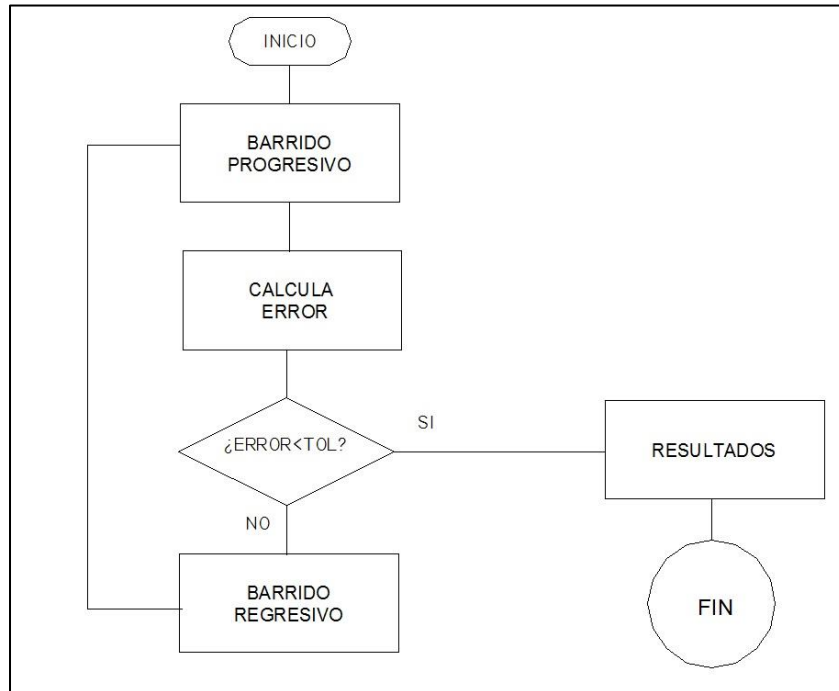 INICIO
BARRIDO
PROGRESIVO
CALCULA
ERROR
¿ERROR<TOL?
SI
RESULTADOS
NO
BARRIDO
REGRESIVO
FIN